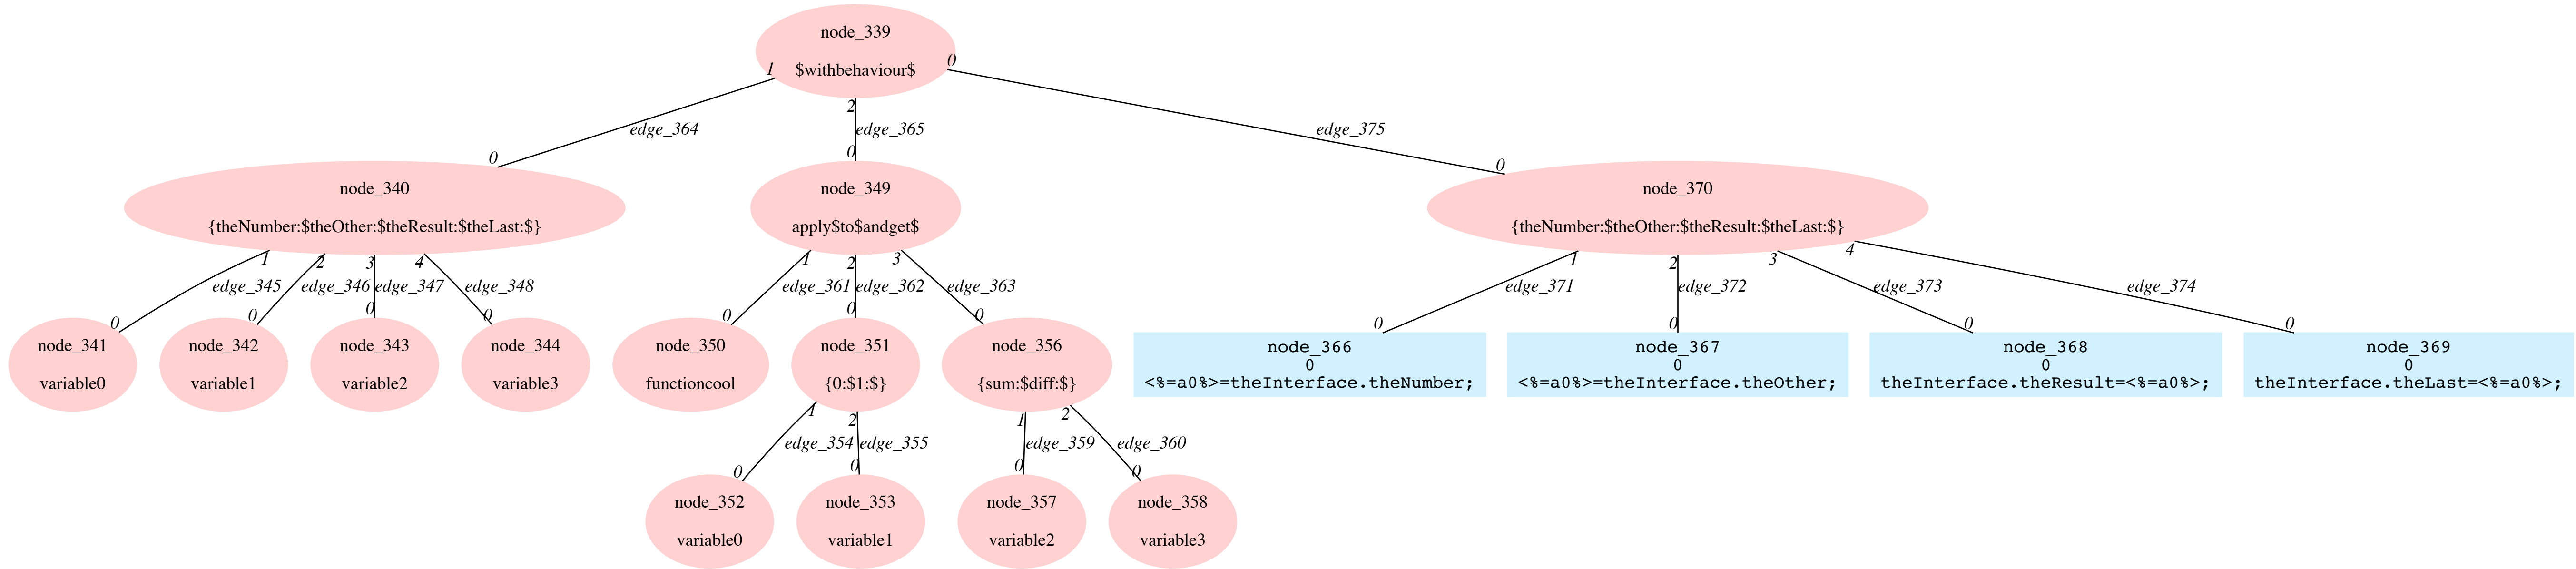 node_339
$withbehaviour$
1
0
2
edge_364
edge_365
edge_375
0
0
0
node_340
{theNumber:$theOther:$theResult:$theLast:$}
node_349
apply$to$andget$
node_370
{theNumber:$theOther:$theResult:$theLast:$}
1
2
3
4
1
2
3
1
2
3
4
edge_345
edge_346
edge_347
edge_348
edge_361
edge_362
edge_363
edge_371
edge_372
edge_373
edge_374
0
0
0
0
0
0
0
0
0
0
0
node_341
variable0
node_342
variable1
node_343
variable2
node_344
variable3
node_350
functioncool
node_351
{0:$1:$}
node_356
{sum:$diff:$}
node_366
0
<%=a0%>=theInterface.theNumber;
node_367
0
<%=a0%>=theInterface.theOther;
node_368
0
theInterface.theResult=<%=a0%>;
node_369
0
theInterface.theLast=<%=a0%>;
1
2
1
2
edge_354
edge_355
edge_359
edge_360
0
0
0
0
node_352
variable0
node_353
variable1
node_357
variable2
node_358
variable3